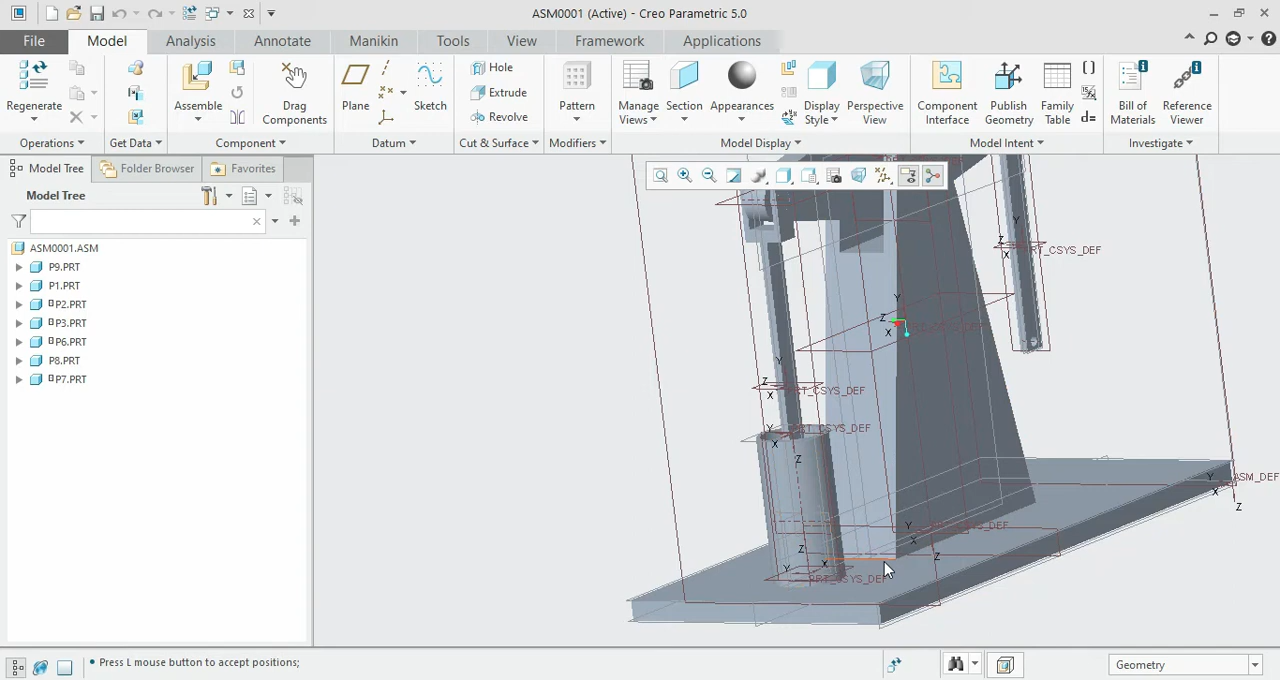 ASM0001 (Active) - Creo Parametric 5.0
File Model Analysis Annotate Manikin Tools View Framework Applications
Regenerate
Assemble
Drag Components
Plane
Sketch
Hole
Extrude
Revolve
Pattern
Manage Views
Section
Appearances
Display Style
Perspective View
Component Interface
Publish Geometry
Family Table
d=
Bill of Materials
Reference Viewer
Operations Get Data Component Datum Cut & Surface Modifiers Model Display Model Intent Investigate
Model Tree Folder Browser Favorites
Model Tree
ASM0001.ASM
P9.PRT
P1.PRT
P2.PRT
P3.PRT
P6.PRT
P8.PRT
P7.PRT
Y
Z
X
RT_CSYS_DEF
Y
Z
X
Y
Z
X
RT_CSYS_DEF
Y
RT_CSYS_DEF
X
Z
Y
ASM_DEF
X
Z
Y
X
Z
Z
Y
X
PRT_CSYS_DEF
Press L mouse button to accept positions;
Geometry